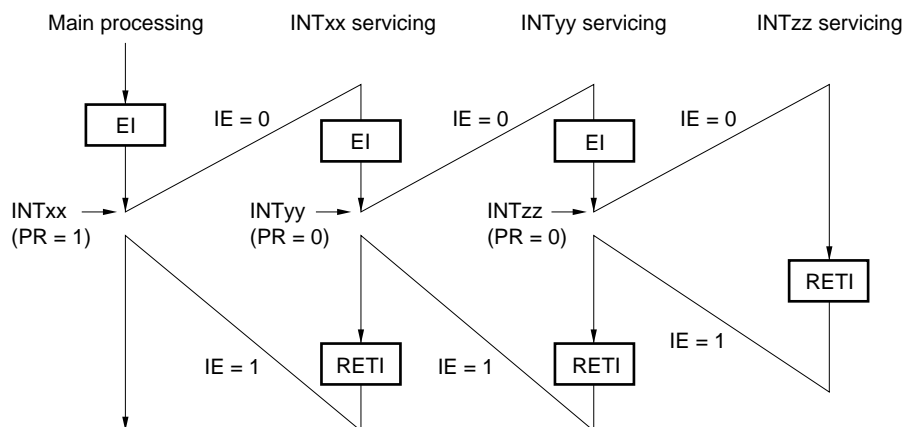 Main processing
INTxx servicing
INTyy servicing
INTzz servicing
EI
IE = 0
EI
IE = 0
EI
IE = 0
INTxx
(PR = 1)
INTyy
(PR = 0)
INTzz
(PR = 0)
RETI
IE = 1
RETI
IE = 1
RETI
IE = 1